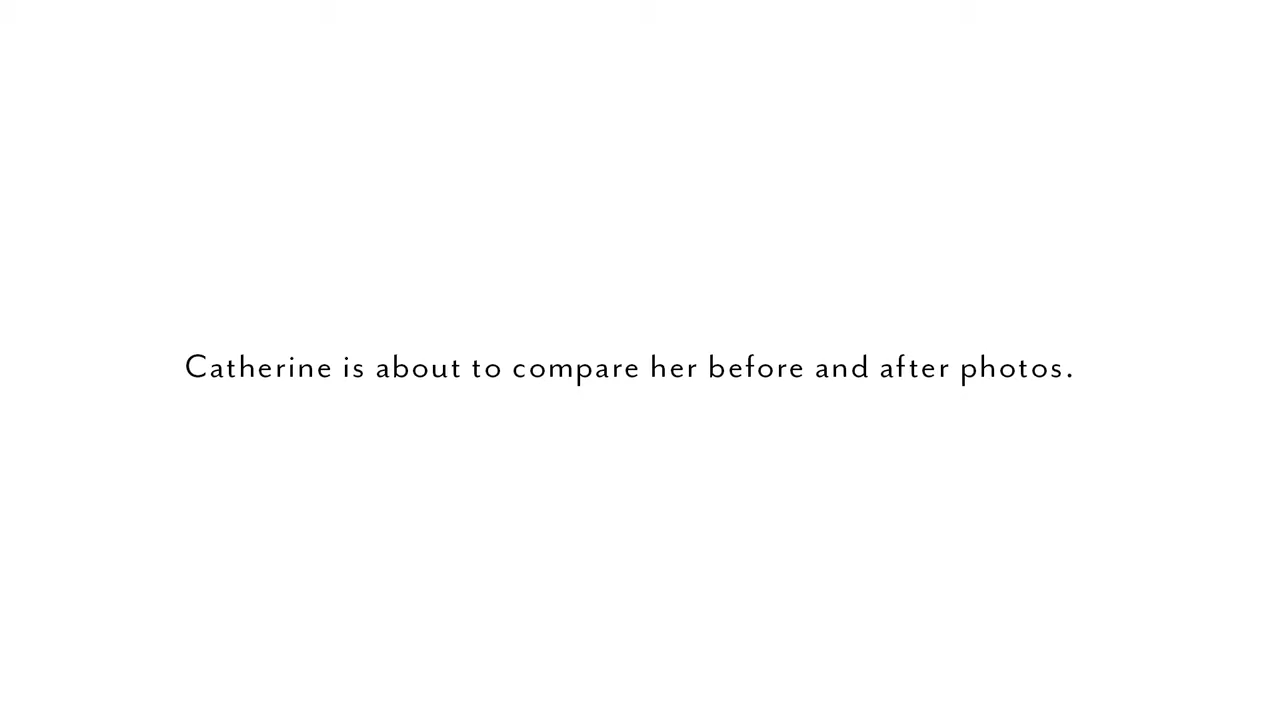 Catherine is about to compare her before and after photos.